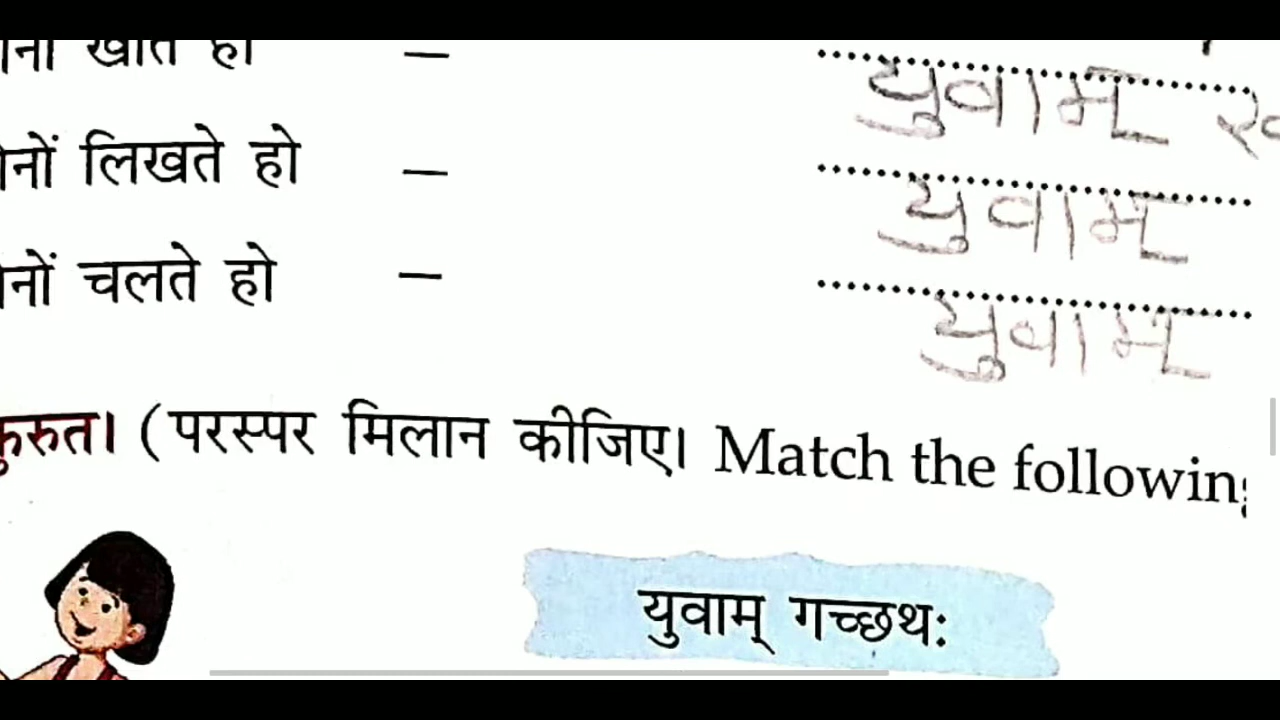 खाते हो –
युवाम्
लिखते हो – युवाम्
चलते हो – युवाम्
कुरुत। (परस्पर मिलान कीजिए। Match the following
युवाम् गच्छथः